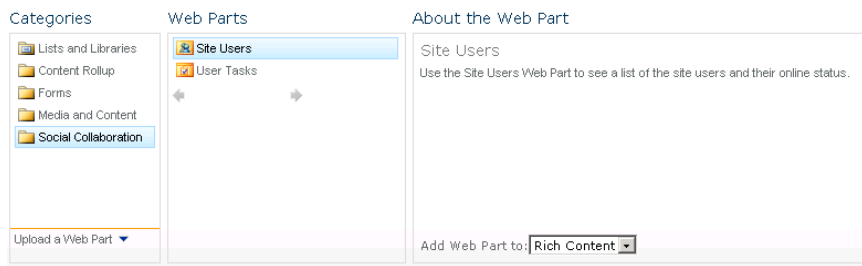 Categories
Lists and Libraries
Content Rollup
Forms
Media and Content
Social Collaboration
Upload a Web Part
Web Parts
Site Users
User Tasks
About the Web Part
Site Users
Use the Site Users Web Part to see a list of the site users and their online status.
Add Web Part to: Rich Content